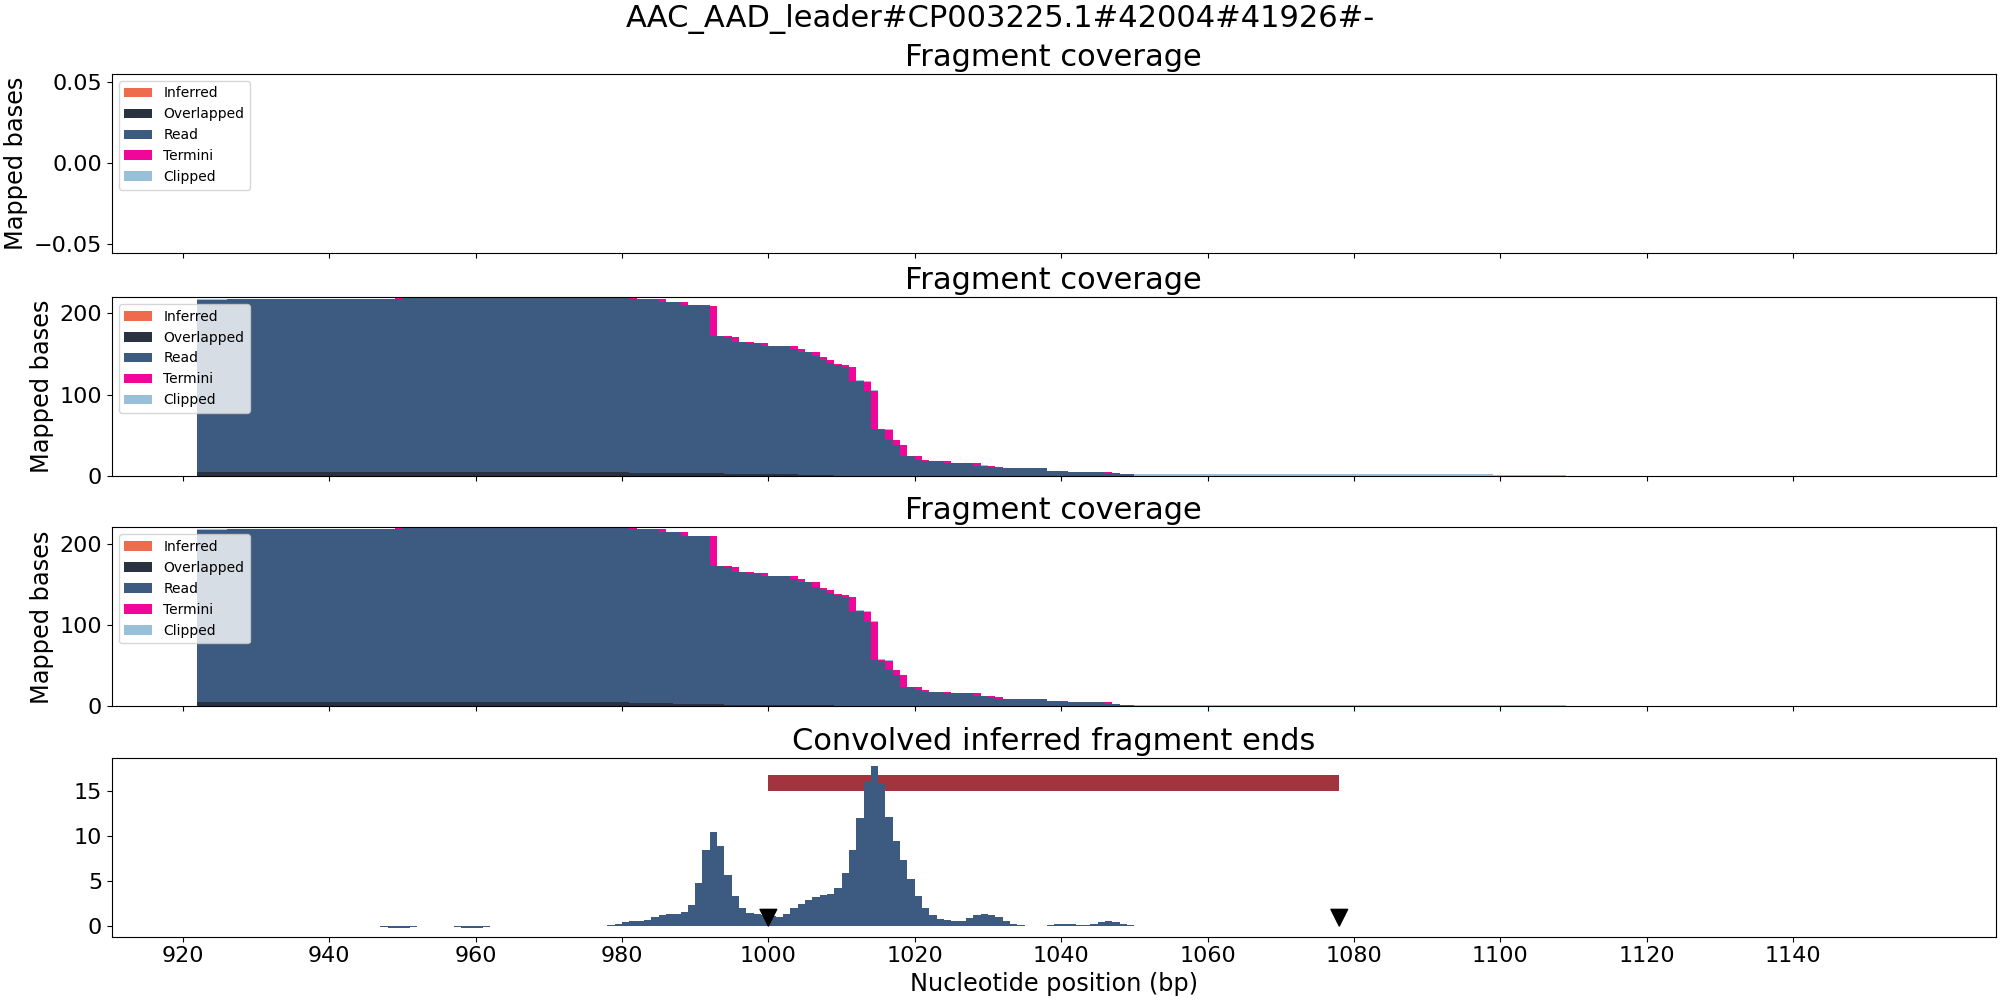 AAC_AAD_leader#CP003225.1#42004#41926#-
Fragment coverage
Mapped bases
0.05
0.00
−0.05
Inferred
Overlapped
Read
Termini
Clipped
Fragment coverage
Mapped bases
200
100
0
Inferred
Overlapped
Read
Termini
Clipped
Fragment coverage
Mapped bases
200
100
0
Inferred
Overlapped
Read
Termini
Clipped
Convolved inferred fragment ends
15
10
5
0
920 940 960 980 1000 1020 1040 1060 1080 1100 1120 1140
Nucleotide position (bp)